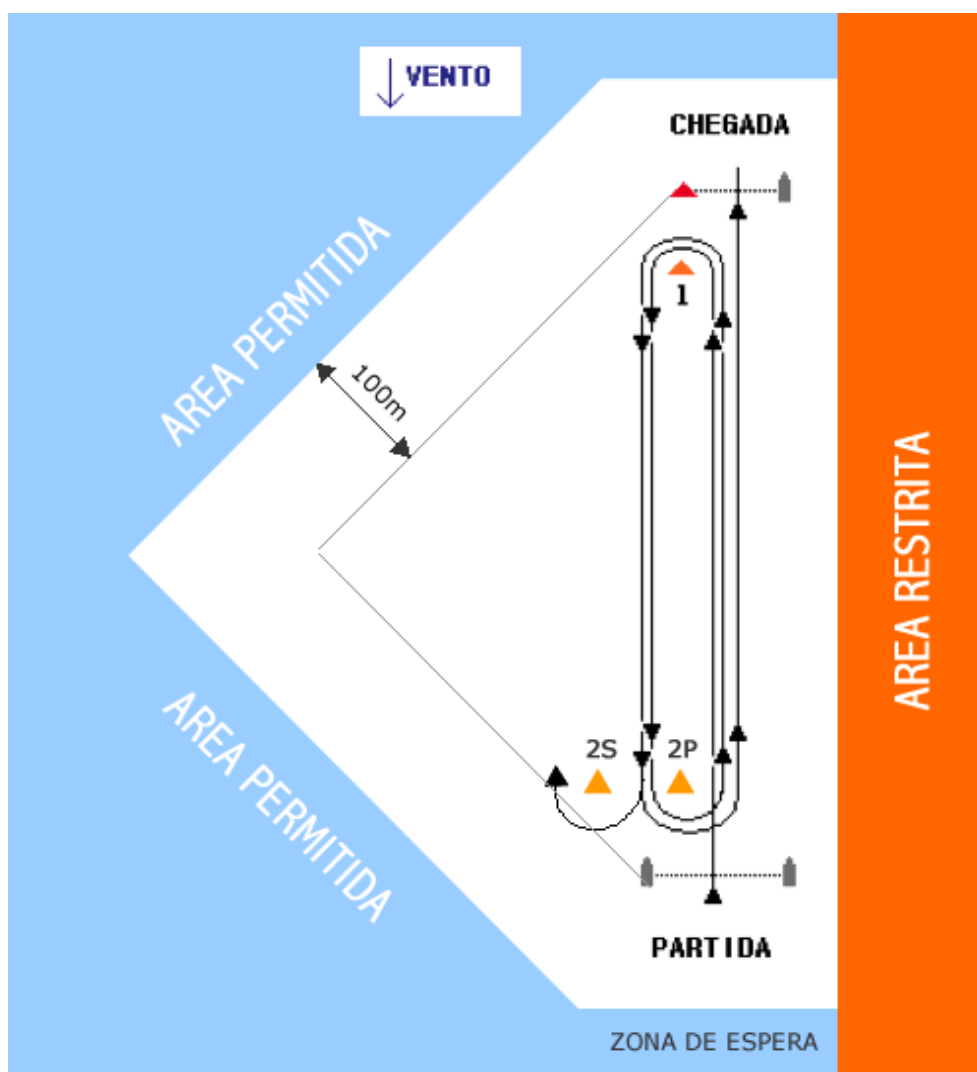 VENTO
CHEGADA
AREA PERMITIDA
1
100m
AREA RESTRITA
2S
2P
AREA PERMITIDA
PARTIDA
ZONA DE ESPERA